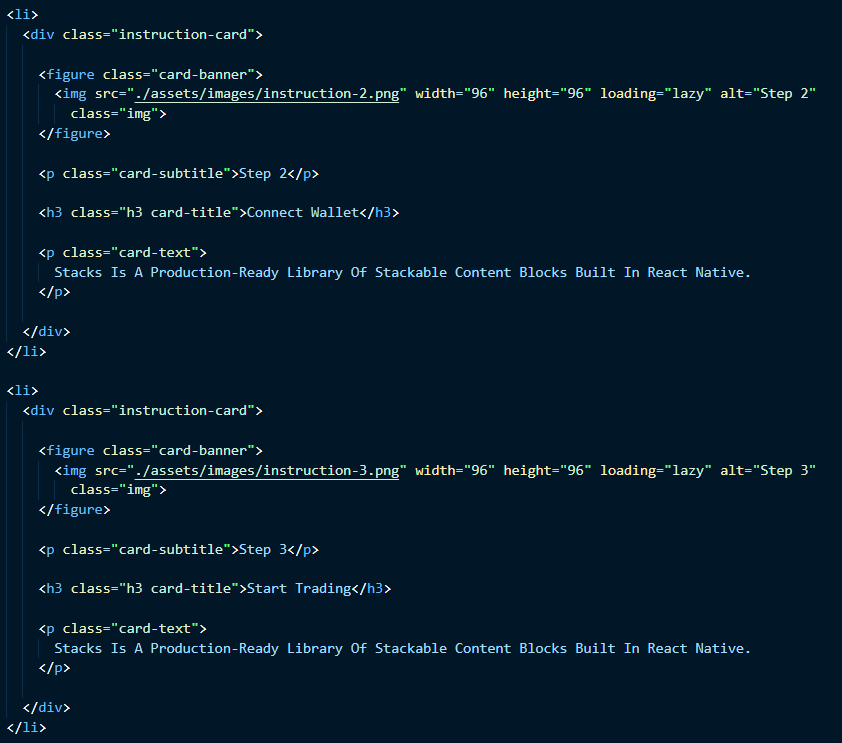 <li>
<div class="instruction-card">
<figure class="card-banner">
<img src="./assets/images/instruction-2.png" width="96" height="96" loading="lazy" alt="Step 2"
class="img">
</figure>
<p class="card-subtitle">Step 2</p>
<h3 class="h3 card-title">Connect Wallet</h3>
<p class="card-text">
Stacks Is A Production-Ready Library Of Stackable Content Blocks Built In React Native.
</p>
</div>
</li>
<li>
<div class="instruction-card">
<figure class="card-banner">
<img src="./assets/images/instruction-3.png" width="96" height="96" loading="lazy" alt="Step 3"
class="img">
</figure>
<p class="card-subtitle">Step 3</p>
<h3 class="h3 card-title">Start Trading</h3>
<p class="card-text">
Stacks Is A Production-Ready Library Of Stackable Content Blocks Built In React Native.
</p>
</div>
</li>